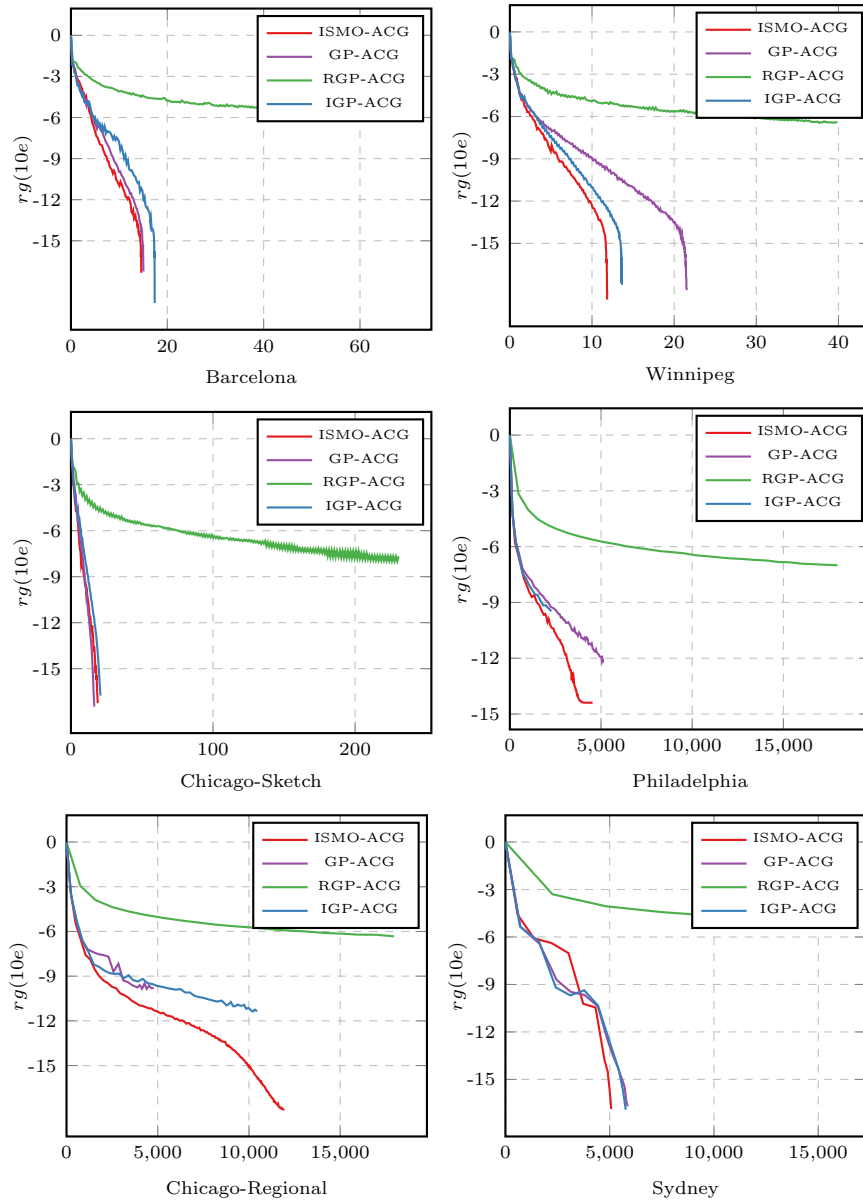 ISMO-ACG
GP-ACG
RGP-ACG
IGP-ACG
0
-3
-6
-9
-12
-15
rg(10e)
0 20 40 60
Barcelona
ISMO-ACG
GP-ACG
RGP-ACG
IGP-ACG
0
-3
-6
-9
-12
-15
rg(10e)
0 10 20 30 40
Winnipeg
ISMO-ACG
GP-ACG
RGP-ACG
IGP-ACG
0
-3
-6
-9
-12
-15
rg(10e)
0 100 200
Chicago-Sketch
ISMO-ACG
GP-ACG
RGP-ACG
IGP-ACG
0
-3
-6
-9
-12
-15
rg(10e)
0 5,000 10,000 15,000
Philadelphia
ISMO-ACG
GP-ACG
RGP-ACG
IGP-ACG
0
-3
-6
-9
-12
-15
rg(10e)
0 5,000 10,000 15,000
Chicago-Regional
ISMO-ACG
GP-ACG
RGP-ACG
IGP-ACG
0
-3
-6
-9
-12
-15
rg(10e)
0 5,000 10,000 15,000
Sydney